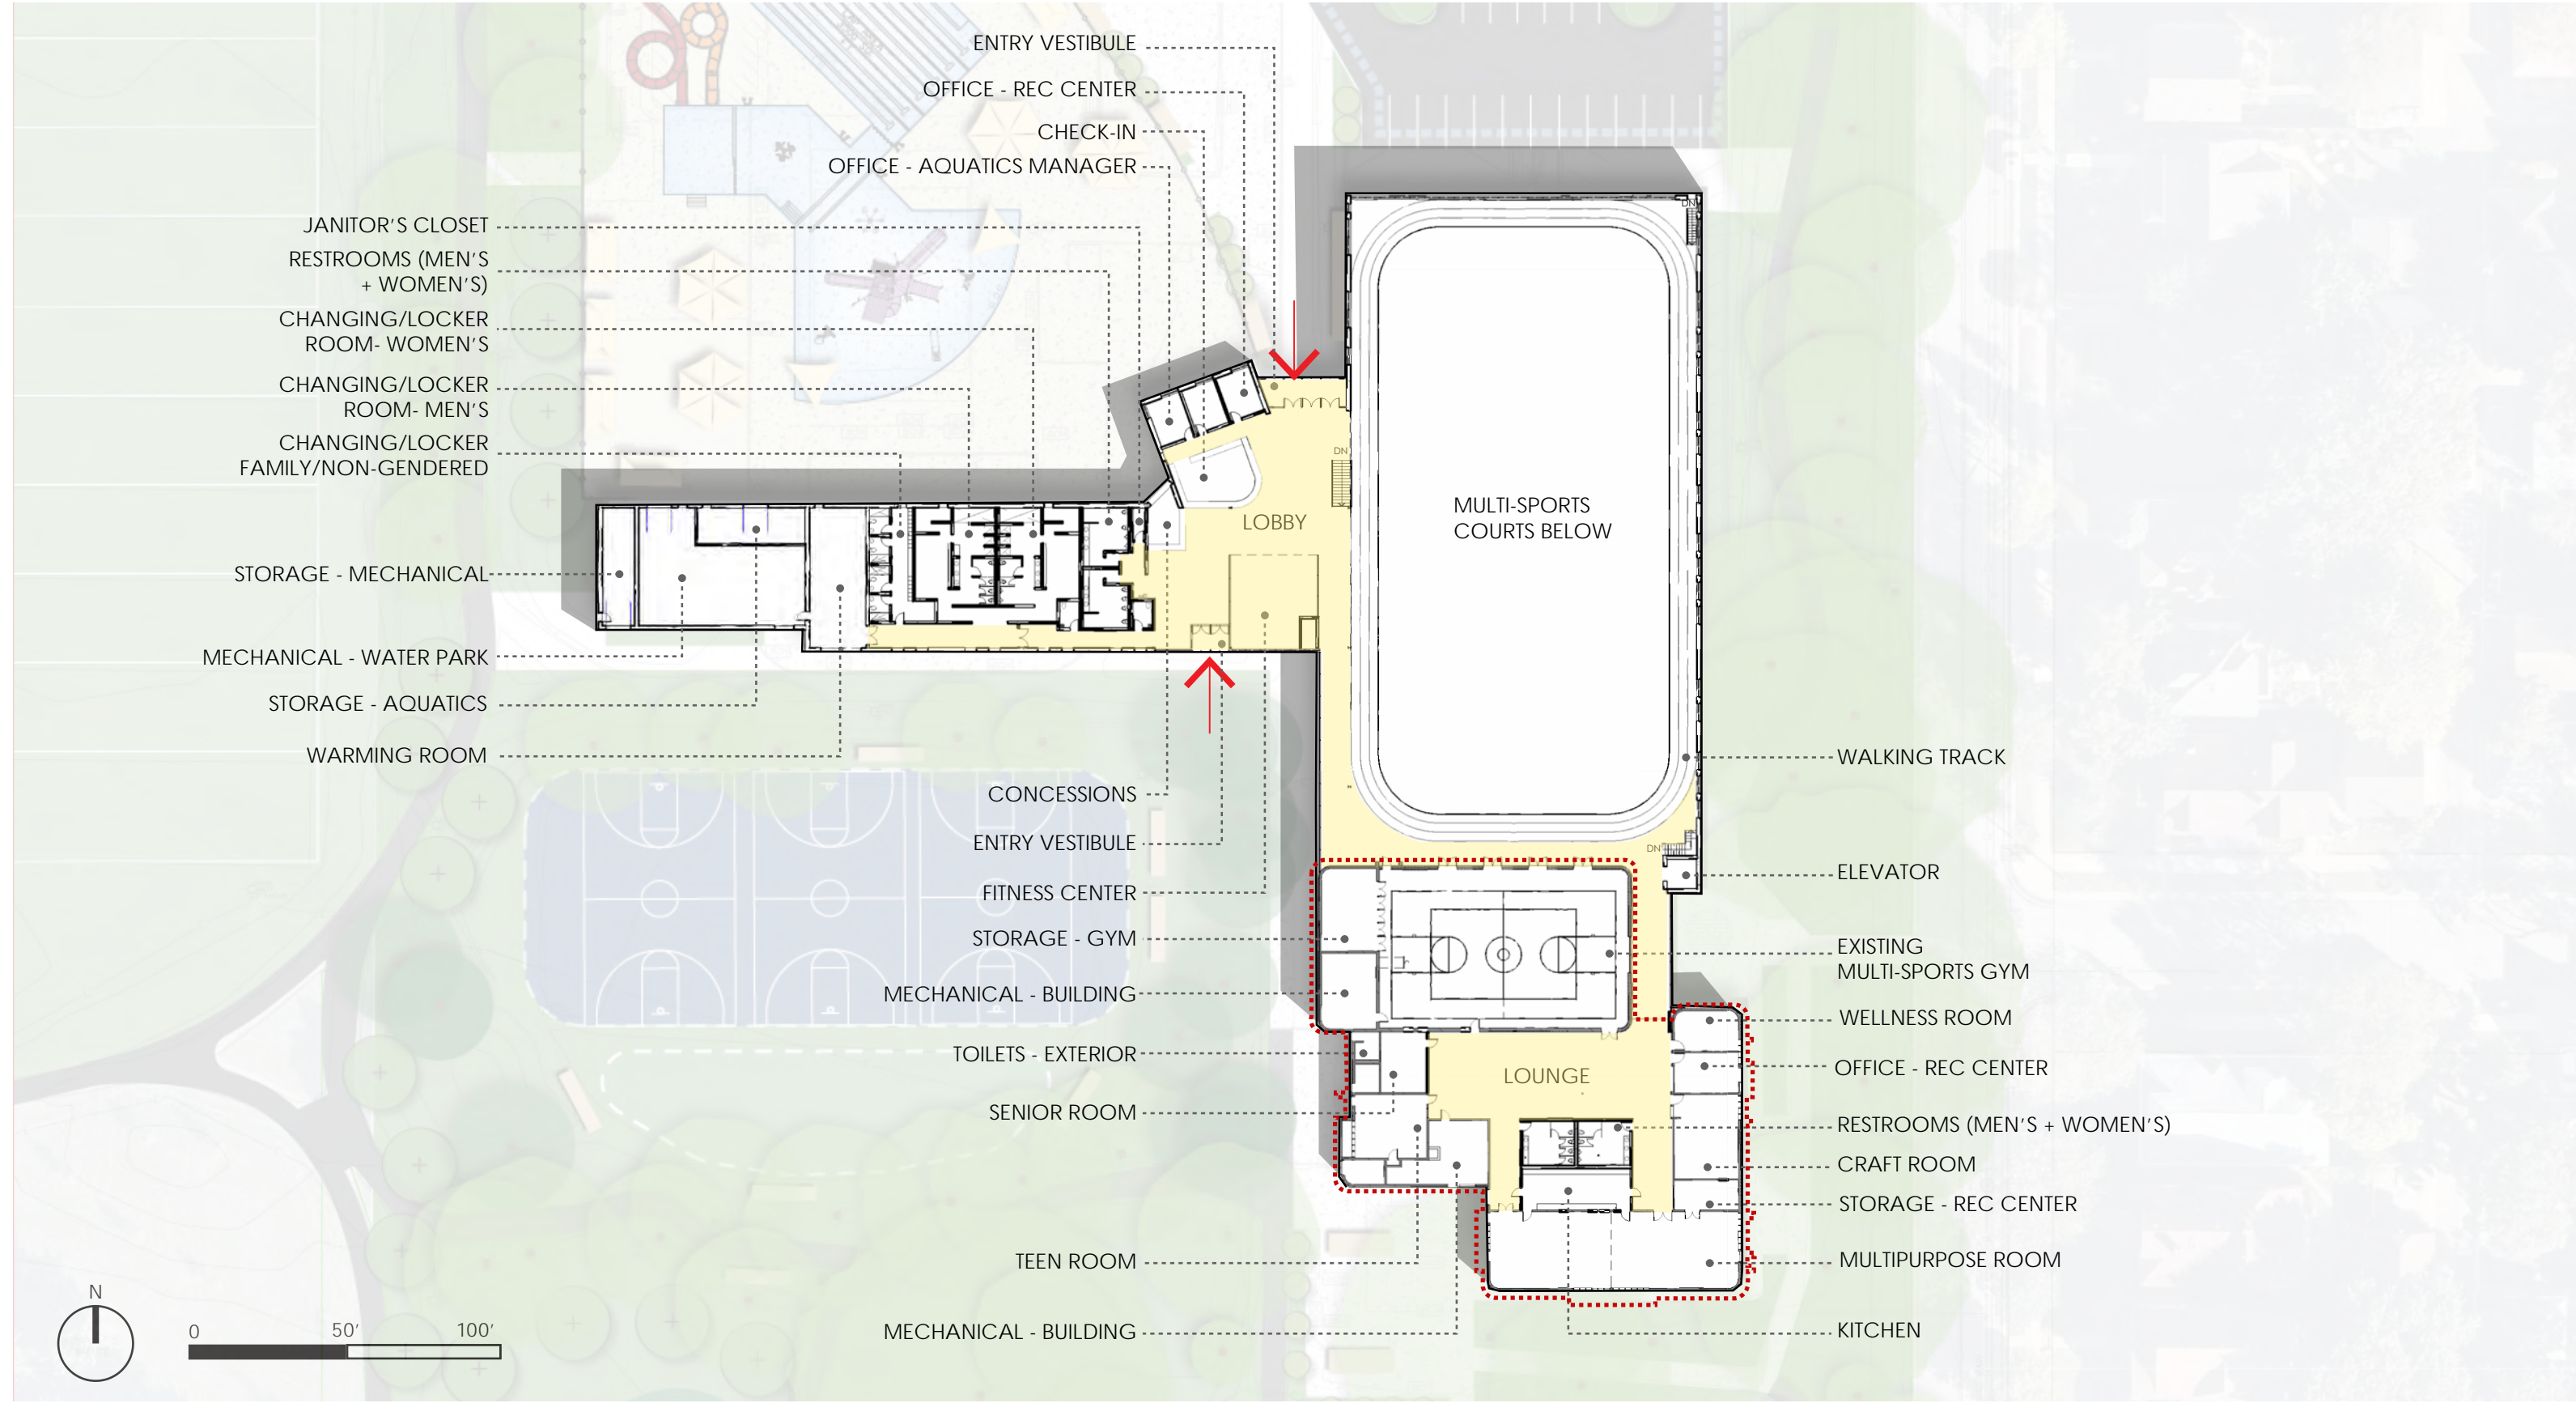 ENTRY VESTIBULE
OFFICE - REC CENTER
CHECK-IN
OFFICE - AQUATICS MANAGER
JANITOR'S CLOSET
RESTROOMS (MEN'S
+ WOMEN'S)
CHANGING/LOCKER
ROOM- WOMEN'S
CHANGING/LOCKER
ROOM- MEN'S
CHANGING/LOCKER
FAMILY/NON-GENDERED
STORAGE - MECHANICAL
MECHANICAL - WATER PARK
STORAGE - AQUATICS
WARMING ROOM
DN
DN
LOBBY
MULTI-SPORTS
COURTS BELOW
CONCESSIONS
ENTRY VESTIBULE
FITNESS CENTER
STORAGE - GYM
MECHANICAL - BUILDING
TOILETS - EXTERIOR
SENIOR ROOM
TEEN ROOM
MECHANICAL - BUILDING
DN
LOUNGE
WALKING TRACK
ELEVATOR
EXISTING
MULTI-SPORTS GYM
WELLNESS ROOM
OFFICE - REC CENTER
RESTROOMS (MEN'S + WOMEN'S)
CRAFT ROOM
STORAGE - REC CENTER
MULTIPURPOSE ROOM
KITCHEN
N
0 50' 100'